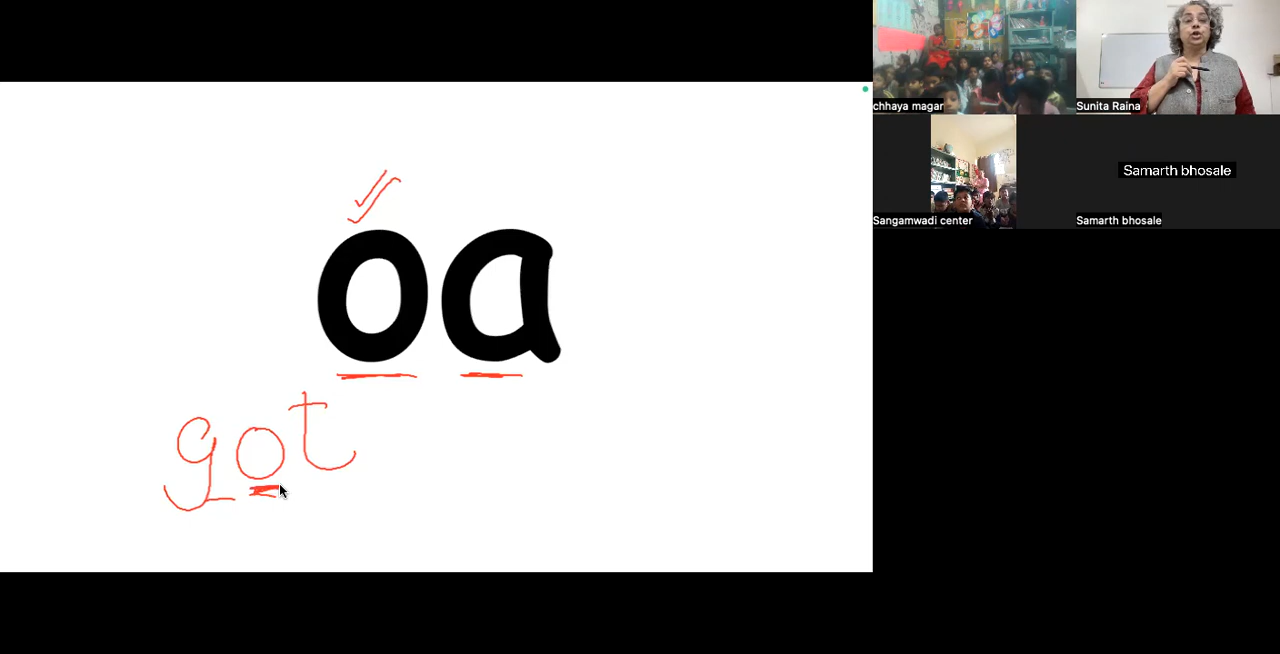 oa
got
chhaya magar
Sunita Raina
Samarth bhosale
Sangamwadi center
Samarth bhosale